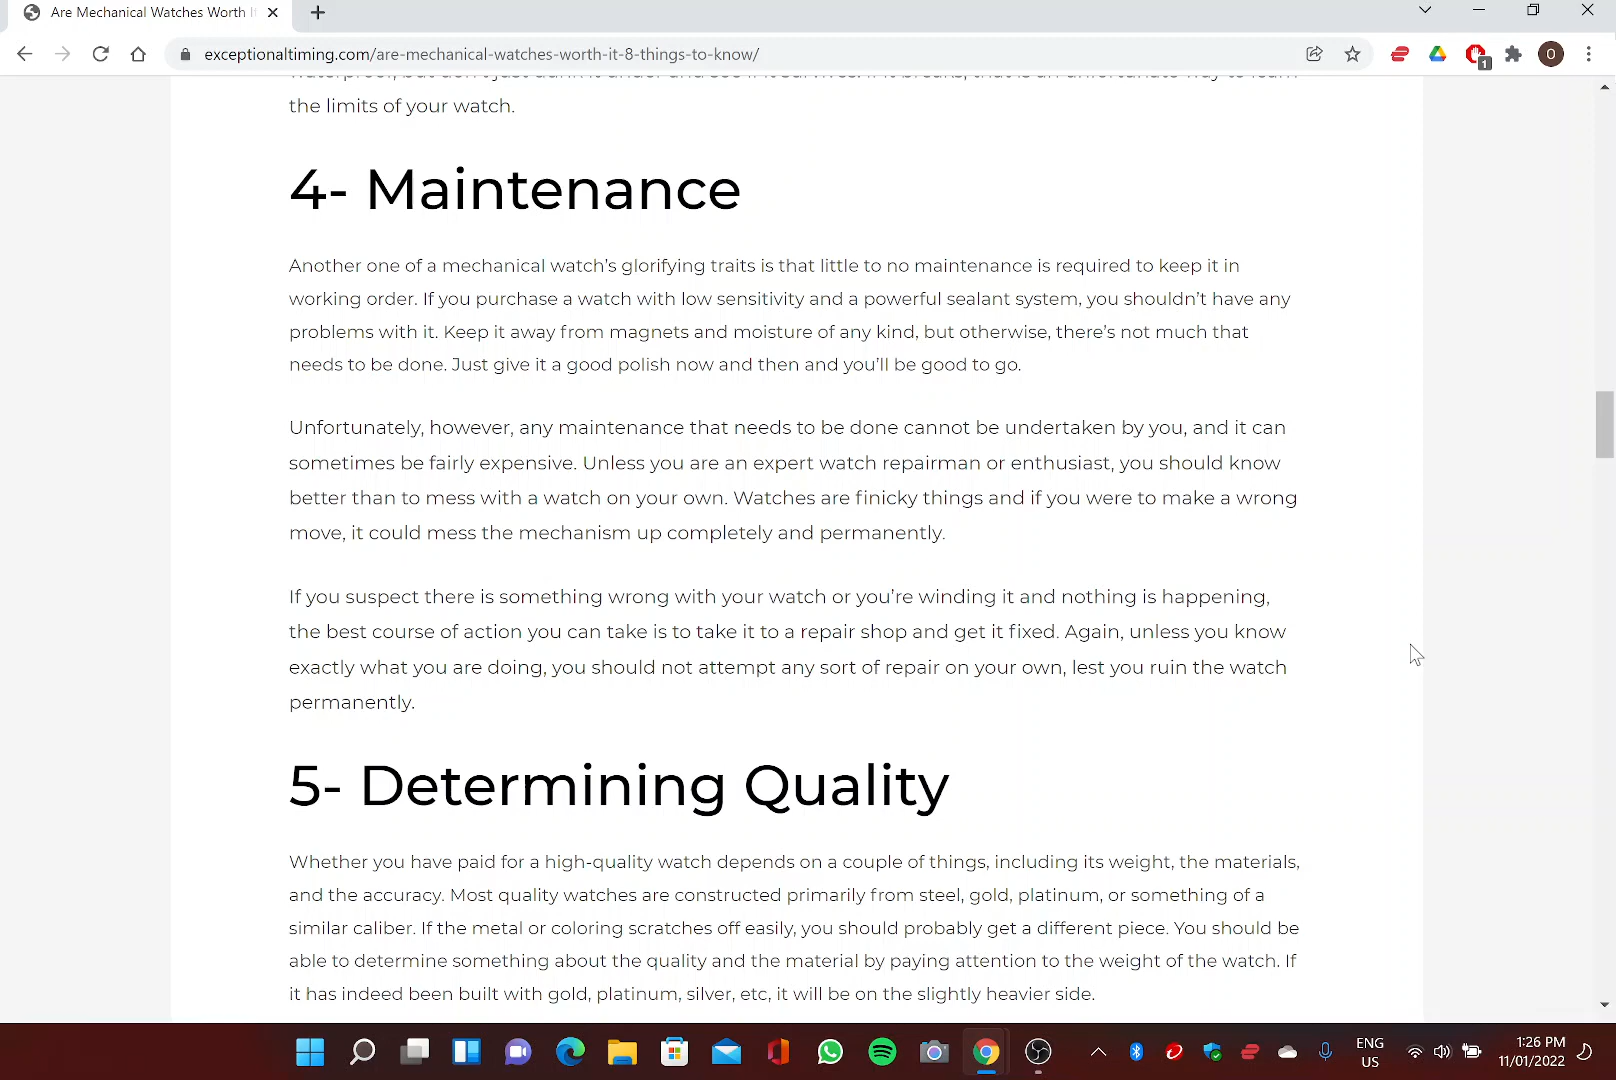 Are Mechanical Watches Worth I
exceptionaltiming.com/are-mechanical-watches-worth-it-8-things-to-know/
1
O
the limits of your watch.
4- Maintenance
Another one of a mechanical watch's glorifying traits is that little to no maintenance is required to keep it in
working order. If you purchase a watch with low sensitivity and a powerful sealant system, you shouldn't have any
problems with it. Keep it away from magnets and moisture of any kind, but otherwise, there's not much that
needs to be done. Just give it a good polish now and then and you'll be good to go.
Unfortunately, however, any maintenance that needs to be done cannot be undertaken by you, and it can
sometimes be fairly expensive. Unless you are an expert watch repairman or enthusiast, you should know
better than to mess with a watch on your own. Watches are finicky things and if you were to make a wrong
move, it could mess the mechanism up completely and permanently.
If you suspect there is something wrong with your watch or you're winding it and nothing is happening,
the best course of action you can take is to take it to a repair shop and get it fixed. Again, unless you know
exactly what you are doing, you should not attempt any sort of repair on your own, lest you ruin the watch
permanently.
5- Determining Quality
Whether you have paid for a high-quality watch depends on a couple of things, including its weight, the materials,
and the accuracy. Most quality watches are constructed primarily from steel, gold, platinum, or something of a
similar caliber. If the metal or coloring scratches off easily, you should probably get a different piece. You should be
able to determine something about the quality and the material by paying attention to the weight of the watch. If
it has indeed been built with gold, platinum, silver, etc, it will be on the slightly heavier side.
ENG
US
1:26 PM
11/01/2022